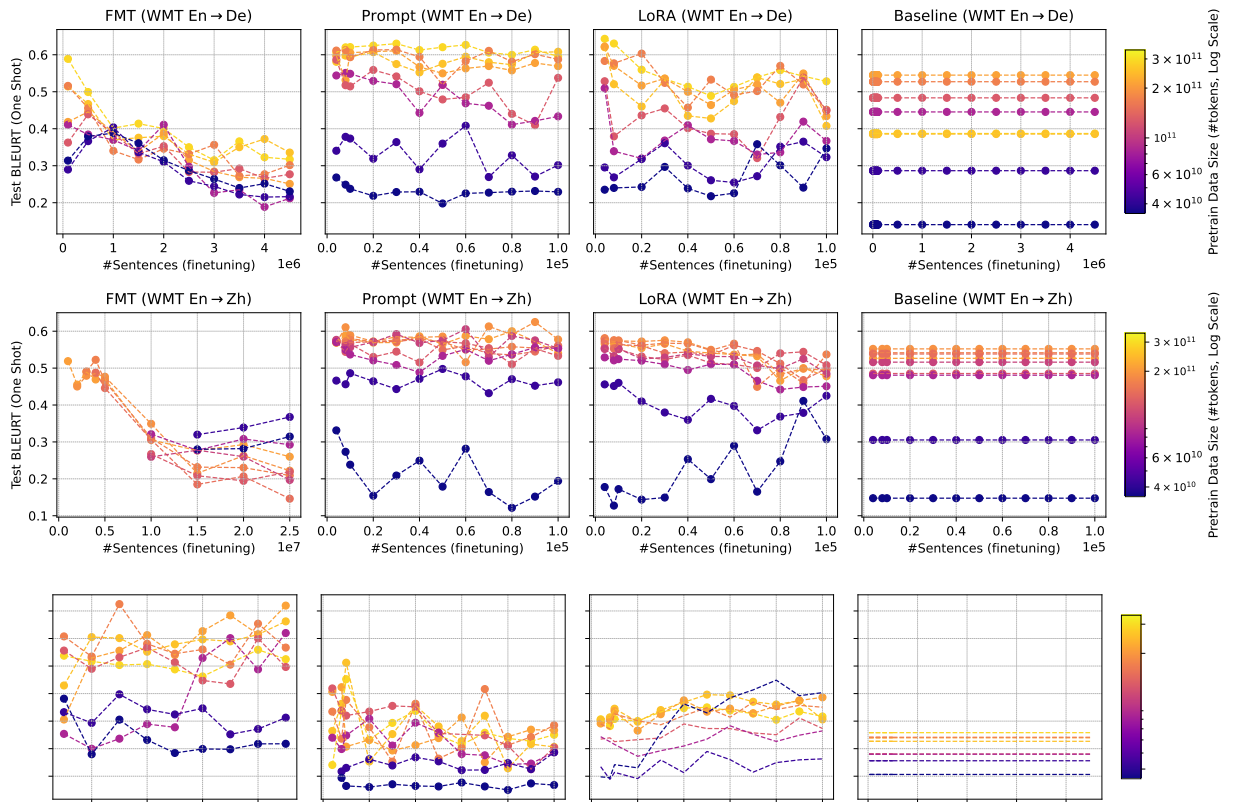 FMT (WMT En→De)
Prompt (WMT En→De)
LoRA (WMT En→De)
Baseline (WMT En→De)
Test BLEURT (One Shot)
0.6
0.5
0.4
0.3
0.2
0 1 2 3 4
1e6
#Sentences (finetuning)
0.0 0.2 0.4 0.6 0.8 1.0
1e5
#Sentences (finetuning)
0.0 0.2 0.4 0.6 0.8 1.0
1e5
#Sentences (finetuning)
0 1 2 3 4
1e6
#Sentences (finetuning)
3 × 10¹¹
2 × 10¹¹
10¹¹
6 × 10¹⁰
4 × 10¹⁰
Pretrain Data Size (#tokens, Log Scale)
FMT (WMT En→Zh)
Prompt (WMT En→Zh)
LoRA (WMT En→Zh)
Baseline (WMT En→Zh)
Test BLEURT (One Shot)
0.6
0.5
0.4
0.3
0.2
0.1
0.0 0.5 1.0 1.5 2.0 2.5
1e7
#Sentences (finetuning)
0.0 0.2 0.4 0.6 0.8 1.0
1e5
#Sentences (finetuning)
0.0 0.2 0.4 0.6 0.8 1.0
1e5
#Sentences (finetuning)
0.0 0.2 0.4 0.6 0.8 1.0
1e5
#Sentences (finetuning)
3 × 10¹¹
2 × 10¹¹
6 × 10¹⁰
4 × 10¹⁰
Pretrain Data Size (#tokens, Log Scale)